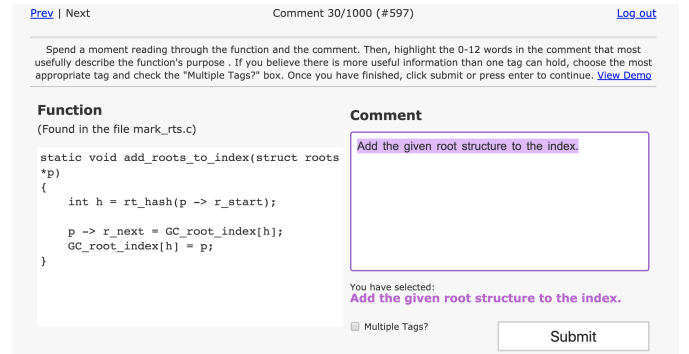 Prev | Next Comment 30/1000 (#597) Log out
Spend a moment reading through the function and the comment. Then, highlight the 0-12 words in the comment that most
usefully describe the function's purpose . If you believe there is more useful information than one tag can hold, choose the most
appropriate tag and check the "Multiple Tags?" box. Once you have finished, click submit or press enter to continue. View Demo
Function
(Found in the file mark_rts.c)
static void add_roots_to_index(struct roots
*p)
{
    int h = rt_hash(p -> r_start);
    p -> r_next = GC_root_index[h];
    GC_root_index[h] = p;
}
Comment
Add the given root structure to the index.
You have selected:
Add the given root structure to the index.
Multiple Tags?
Submit